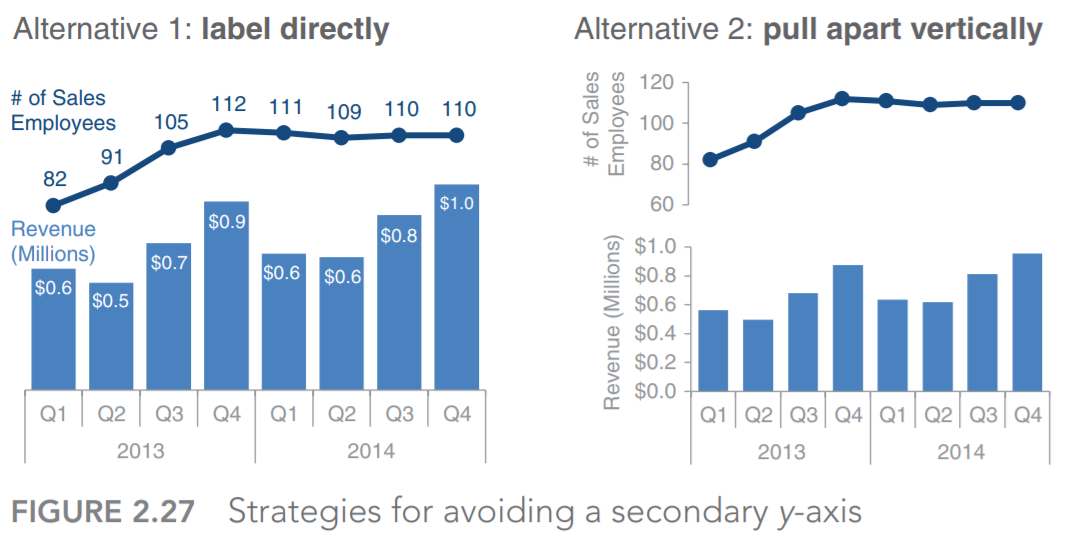 Alternative 1: label directly
# of Sales
Employees
82
91
105
112
111
109
110
110
Revenue
(Millions)
$0.6
$0.5
$0.7
$0.9
$0.6
$0.6
$0.8
$1.0
Q1 Q2 Q3 Q4 Q1 Q2 Q3 Q4
2013 2014
Alternative 2: pull apart vertically
# of Sales
Employees
120
100
80
60
Revenue (Millions)
$1.0
$0.8
$0.6
$0.4
$0.2
$0.0
Q1 Q2 Q3 Q4 Q1 Q2 Q3 Q4
2013 2014
FIGURE 2.27 Strategies for avoiding a secondary y-axis